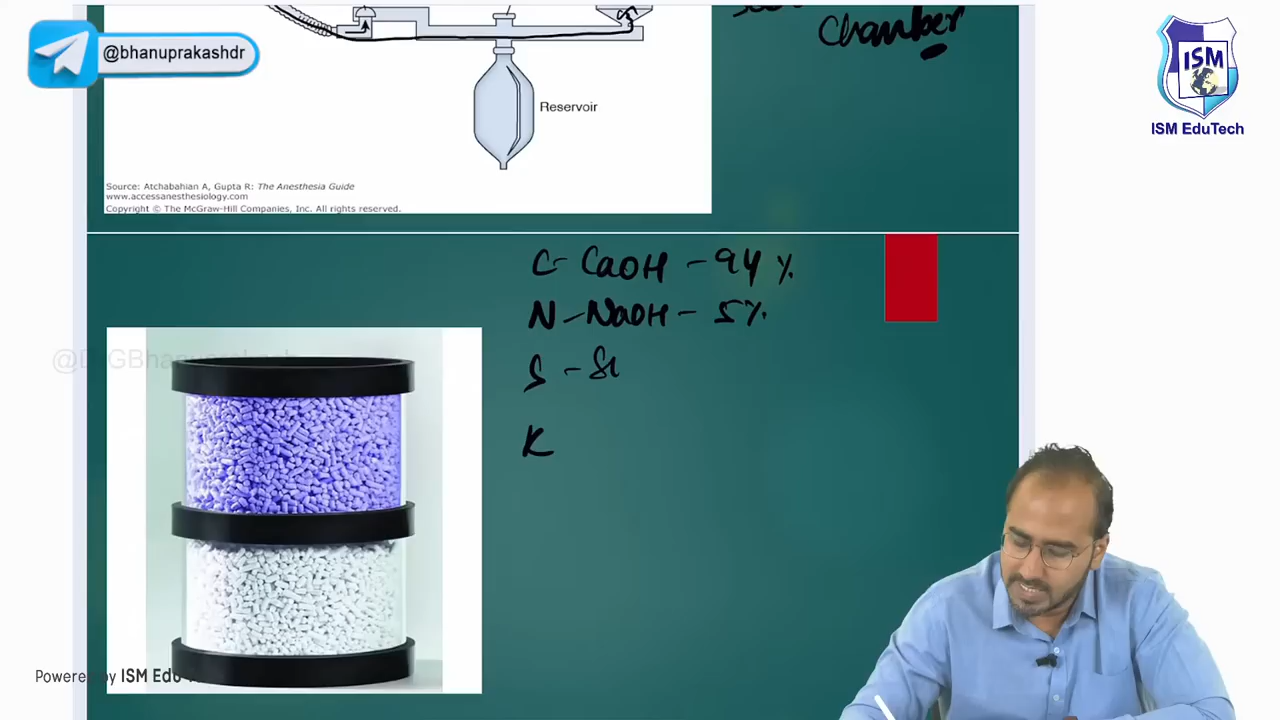 @bhanuprakashdr
chamber
ISM
ISM EduTech
Reservoir
Source: Atchabahian A, Gupta R: The Anesthesia Guide
www.accessanesthesiology.com
Copyright © The McGraw-Hill Companies, Inc. All rights reserved.
C - CaOH - 94 %
N - NaOH - 5%
S - Si
K
Powered by ISM Edu